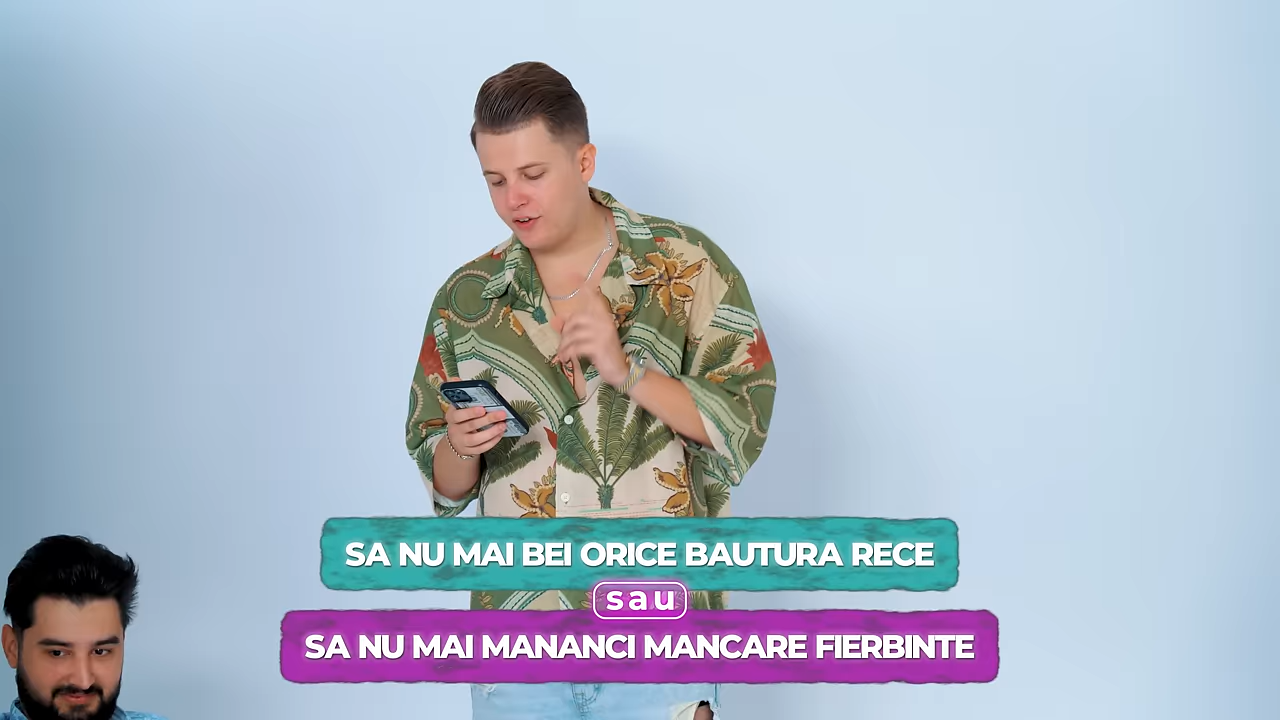 SA NU MAI BEI ORICE BAUTURA RECE
sau
SA NU MAI MANANCI MANCARE FIERBINTE